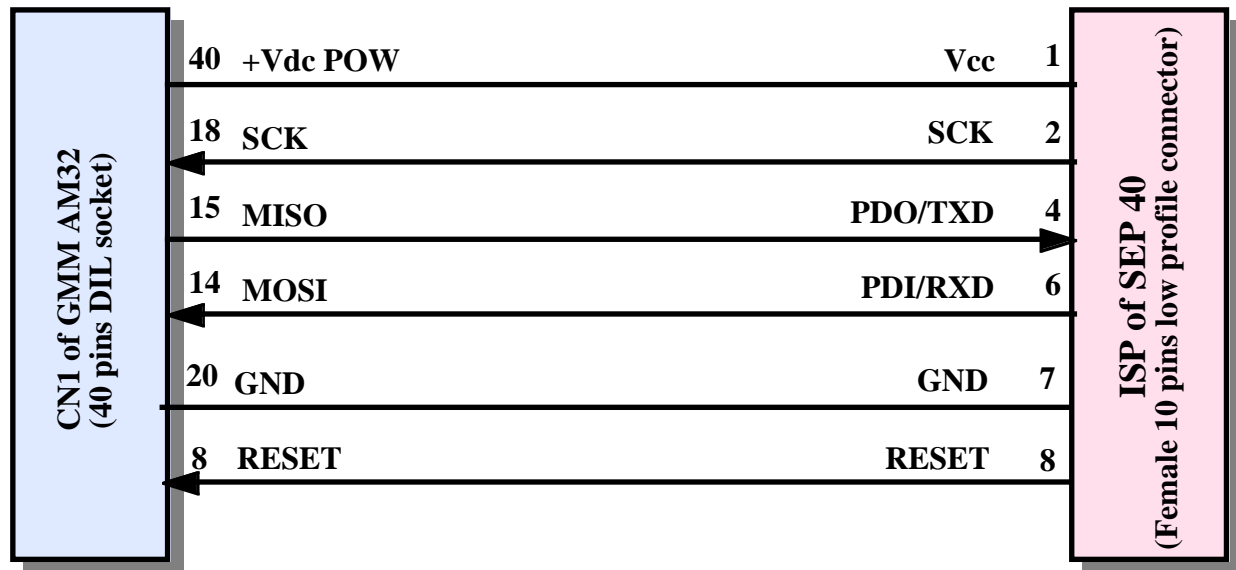 CN1 of GMM AM32
(40 pins DIL socket)
40 +Vdc POW Vcc 1
18 SCK SCK 2
15 MISO PDO/TXD 4
14 MOSI PDI/RXD 6
20 GND GND 7
8 RESET RESET 8
ISP of SEP 40
(Female 10 pins low profile connector)